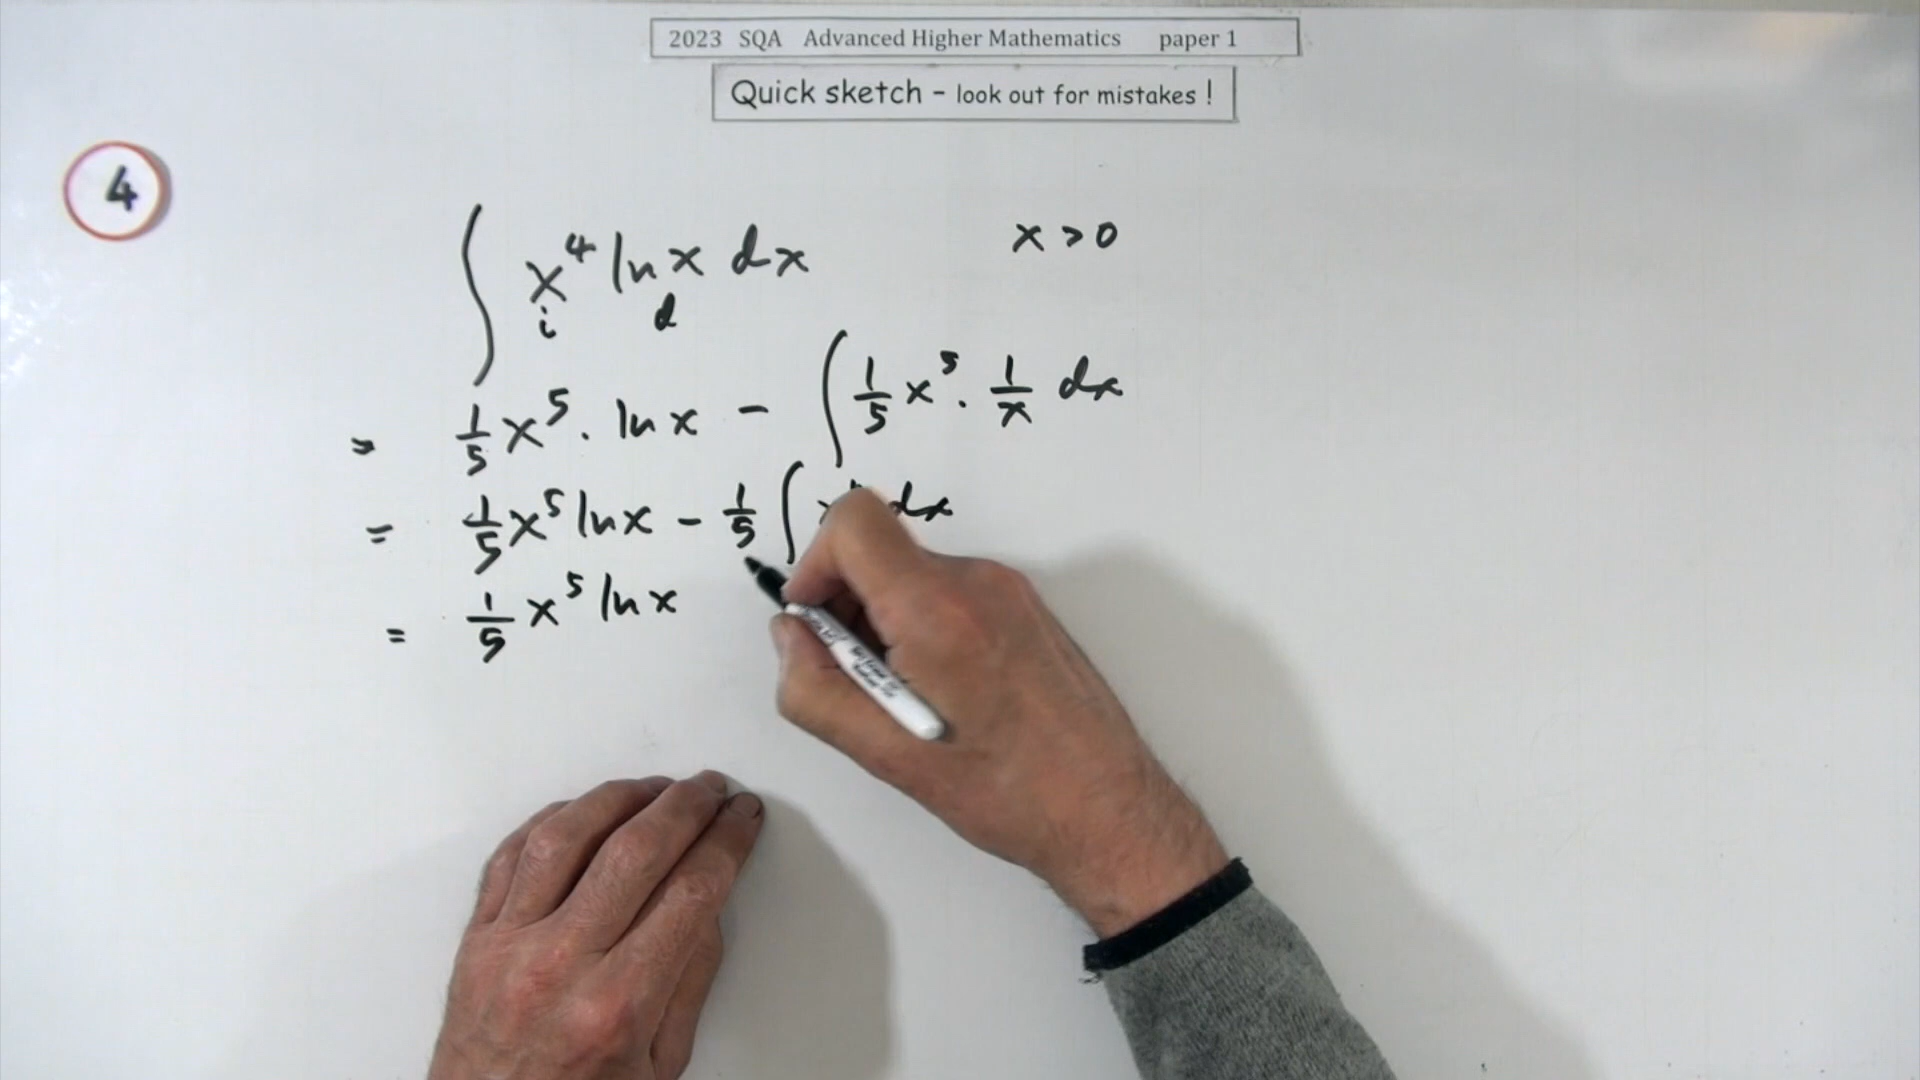 2023 SQA Advanced Higher Mathematics paper 1
Quick sketch - look out for mistakes !
4
∫ x⁴ ln x dx x > 0
i d
= 1/5 x⁵ . ln x - ∫ 1/5 x⁵ . 1/x dx
= 1/5 x⁵ ln x - 1/5 ∫ dx
= 1/5 x⁵ ln x